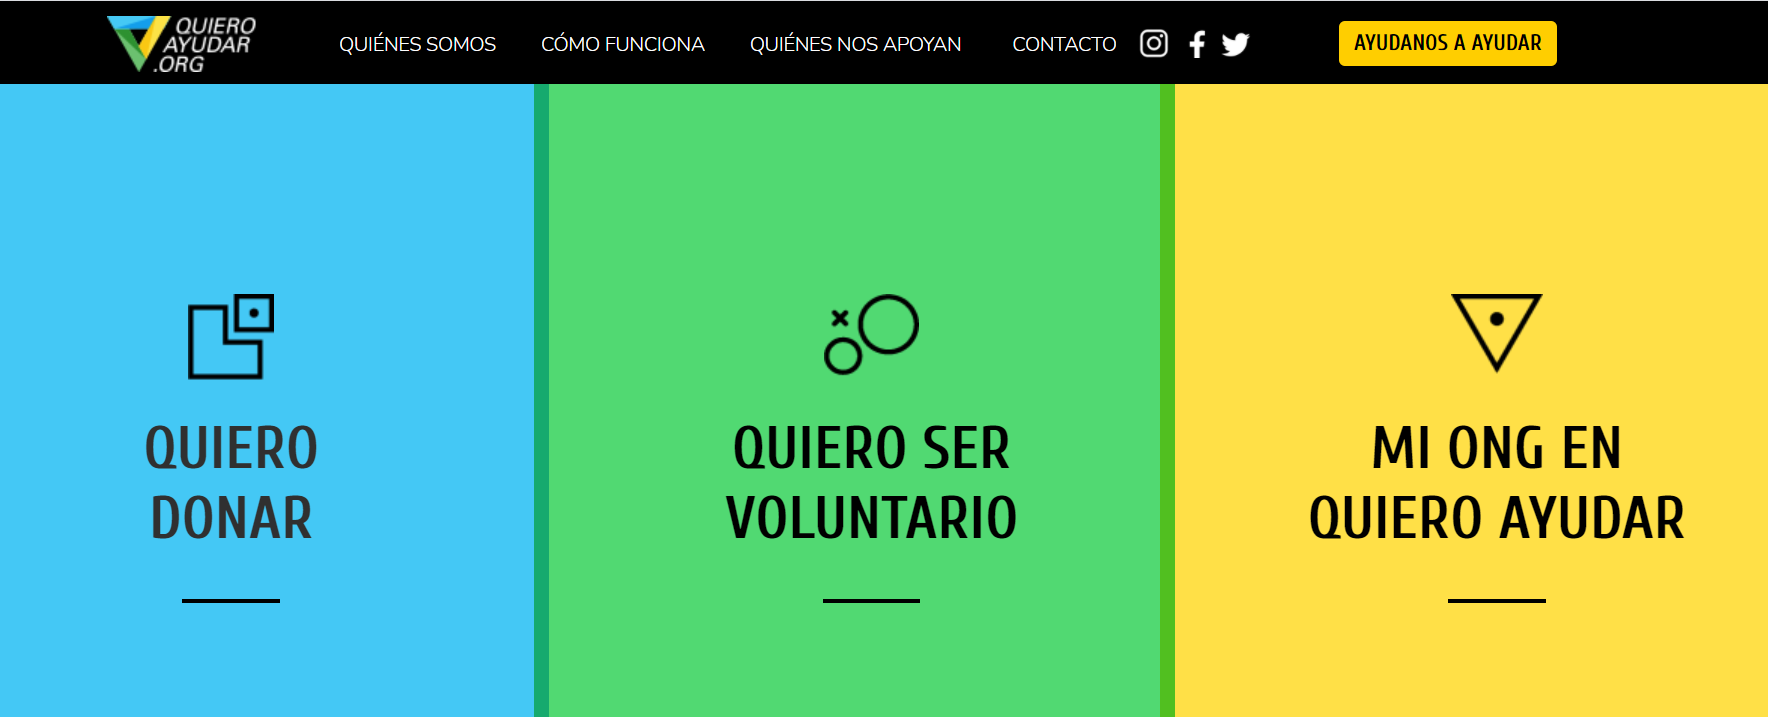 QUIERO
AYUDAR
.ORG
QUIÉNES SOMOS
CÓMO FUNCIONA
QUIÉNES NOS APOYAN
CONTACTO
AYUDANOS A AYUDAR
QUIERO
DONAR
QUIERO SER
VOLUNTARIO
MI ONG EN
QUIERO AYUDAR